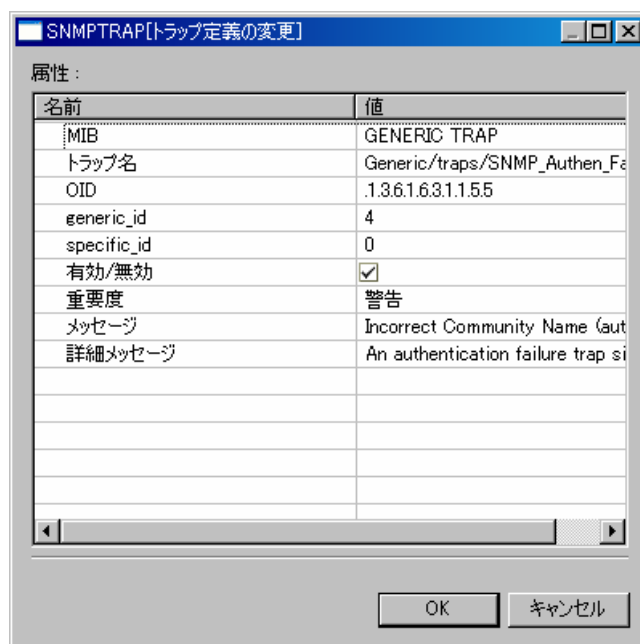 SNMPTRAP[トラップ定義の変更]
属性：
名前 値
MIB GENERIC TRAP
トラップ名 Generic/traps/SNMP_Authen_Fa
OID .1.3.6.1.6.3.1.1.5.5
generic_id 4
specific_id 0
有効/無効
重要度 警告
メッセージ Incorrect Community Name (aut
詳細メッセージ An authentication failure trap si
OK キャンセル